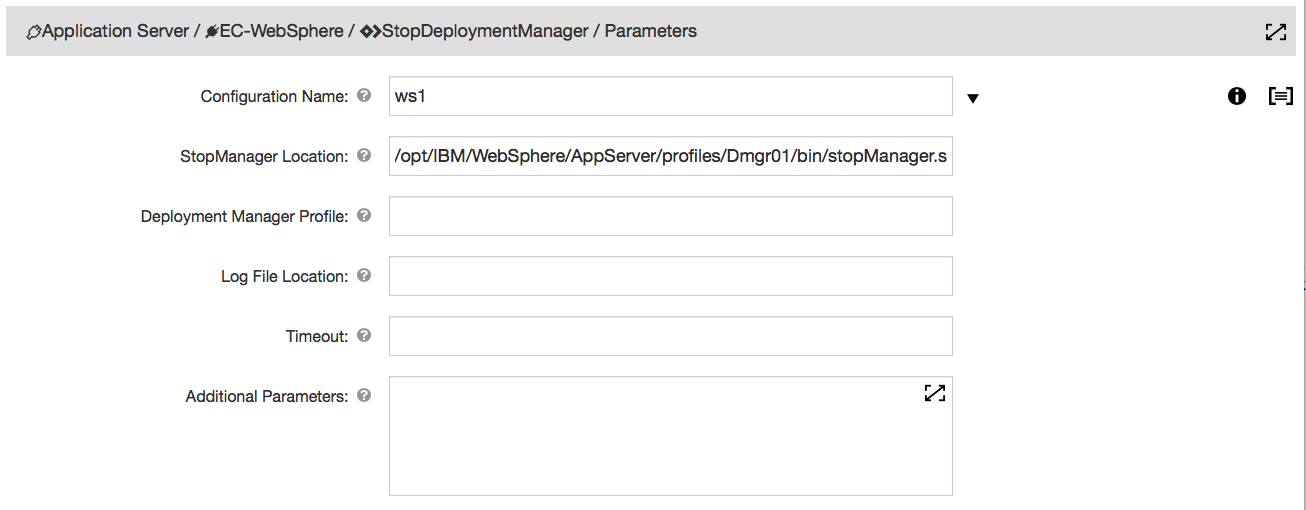 Application Server / EC-WebSphere / StopDeploymentManager / Parameters
Configuration Name: ws1
StopManager Location: /opt/IBM/WebSphere/AppServer/profiles/Dmgr01/bin/stopManager.s
Deployment Manager Profile:
Log File Location:
Timeout:
Additional Parameters: